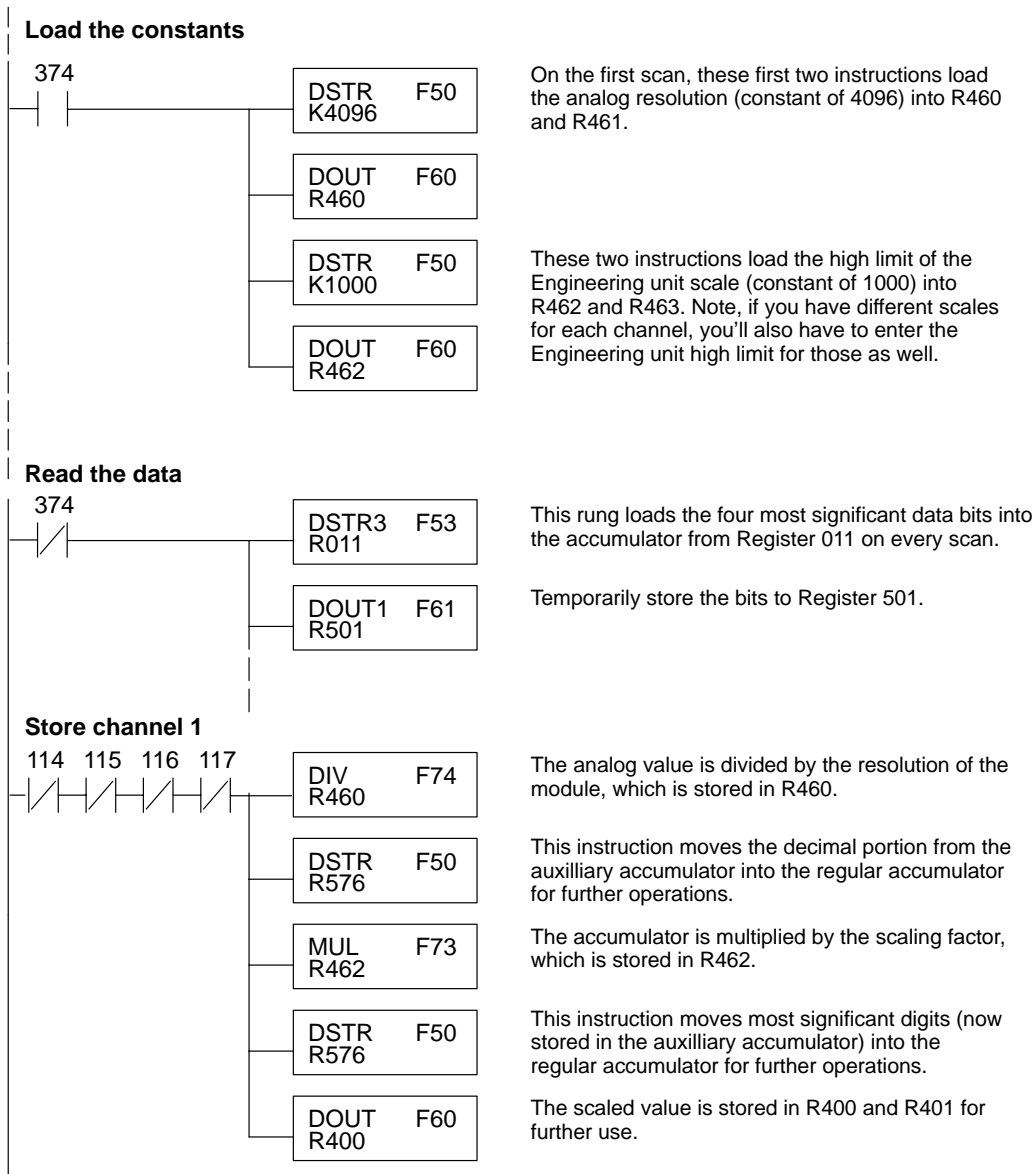 Load the constants
374
DSTR F50
K4096
On the first scan, these first two instructions load
the analog resolution (constant of 4096) into R460
and R461.
DOUT F60
R460
DSTR F50
K1000
These two instructions load the high limit of the
Engineering unit scale (constant of 1000) into
R462 and R463. Note, if you have different scales
for each channel, you'll also have to enter the
Engineering unit high limit for those as well.
DOUT F60
R462
Read the data
374
DSTR3 F53
R011
This rung loads the four most significant data bits into
the accumulator from Register 011 on every scan.
DOUT1 F61
R501
Temporarily store the bits to Register 501.
Store channel 1
114 115 116 117
DIV F74
R460
The analog value is divided by the resolution of the
module, which is stored in R460.
DSTR F50
R576
This instruction moves the decimal portion from the
auxilliary accumulator into the regular accumulator
for further operations.
MUL F73
R462
The accumulator is multiplied by the scaling factor,
which is stored in R462.
DSTR F50
R576
This instruction moves most significant digits (now
stored in the auxilliary accumulator) into the
regular accumulator for further operations.
DOUT F60
R400
The scaled value is stored in R400 and R401 for
further use.